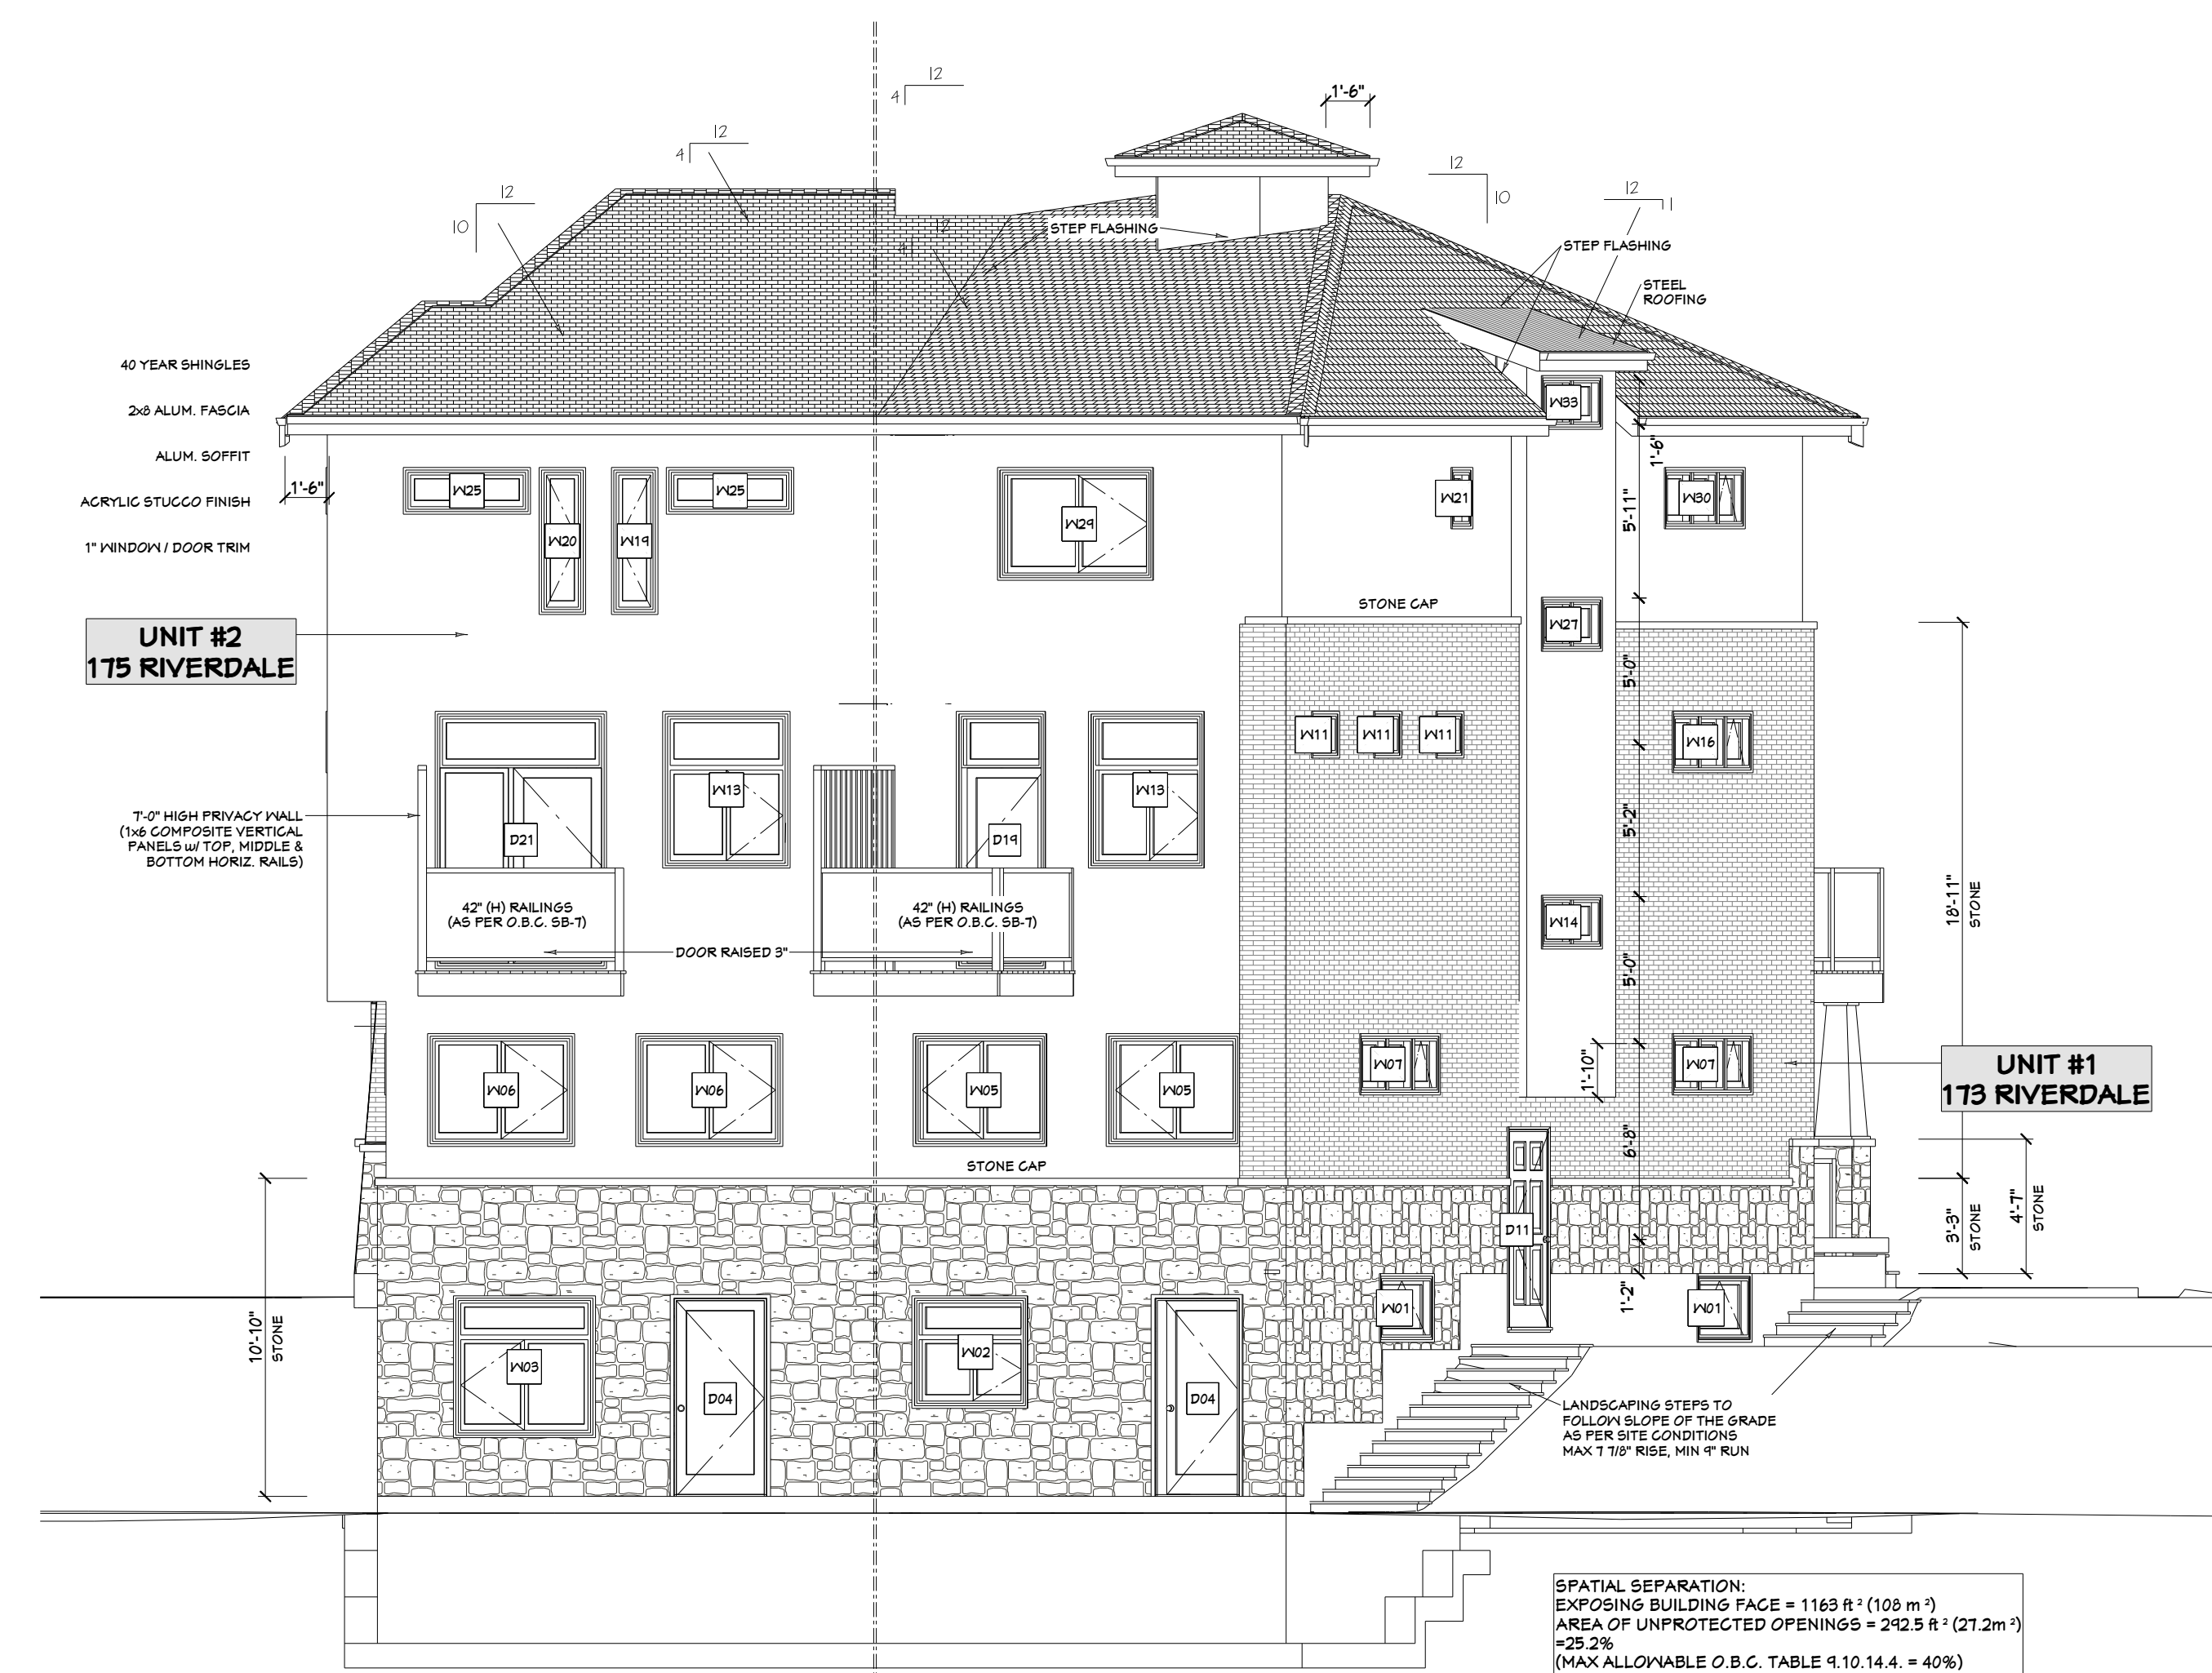 12
4
1'-6"
12
4
12
10
12
10
12
1
12
4
STEP FLASHING
STEP FLASHING
STEEL
ROOFING
40 YEAR SHINGLES
2x8 ALUM. FASCIA
ALUM. SOFFIT
ACRYLIC STUCCO FINISH
1" WINDOW / DOOR TRIM
1'-6"
W33
1'-6"
W25
W25
W20
W19
W29
W21
W30
5'-11"
STONE CAP
W27
UNIT #2
175 RIVERDALE
5'-0"
W11
W11
W11
W16
W13
W13
D21
D19
5'-2"
7'-0" HIGH PRIVACY WALL
(1x6 COMPOSITE VERTICAL
PANELS w/ TOP, MIDDLE &
BOTTOM HORIZ. RAILS)
42" (H) RAILINGS
(AS PER O.B.C. SB-7)
42" (H) RAILINGS
(AS PER O.B.C. SB-7)
DOOR RAISED 3"
W14
5'-0"
18'-11"
STONE
W06
W06
W05
W05
W07
W07
1'-10"
UNIT #1
173 RIVERDALE
6'-8"
STONE CAP
D11
3'-3"
STONE
4'-7"
STONE
1'-2"
W01
W01
10'-10"
STONE
W03
D04
W02
D04
LANDSCAPING STEPS TO
FOLLOW SLOPE OF THE GRADE
AS PER SITE CONDITIONS
MAX 7 7/8" RISE, MIN 9" RUN
SPATIAL SEPARATION:
EXPOSING BUILDING FACE = 1163 ft² (108 m²)
AREA OF UNPROTECTED OPENINGS = 292.5 ft² (27.2m²)
=25.2%
(MAX ALLOWABLE O.B.C. TABLE 9.10.14.4. = 40%)